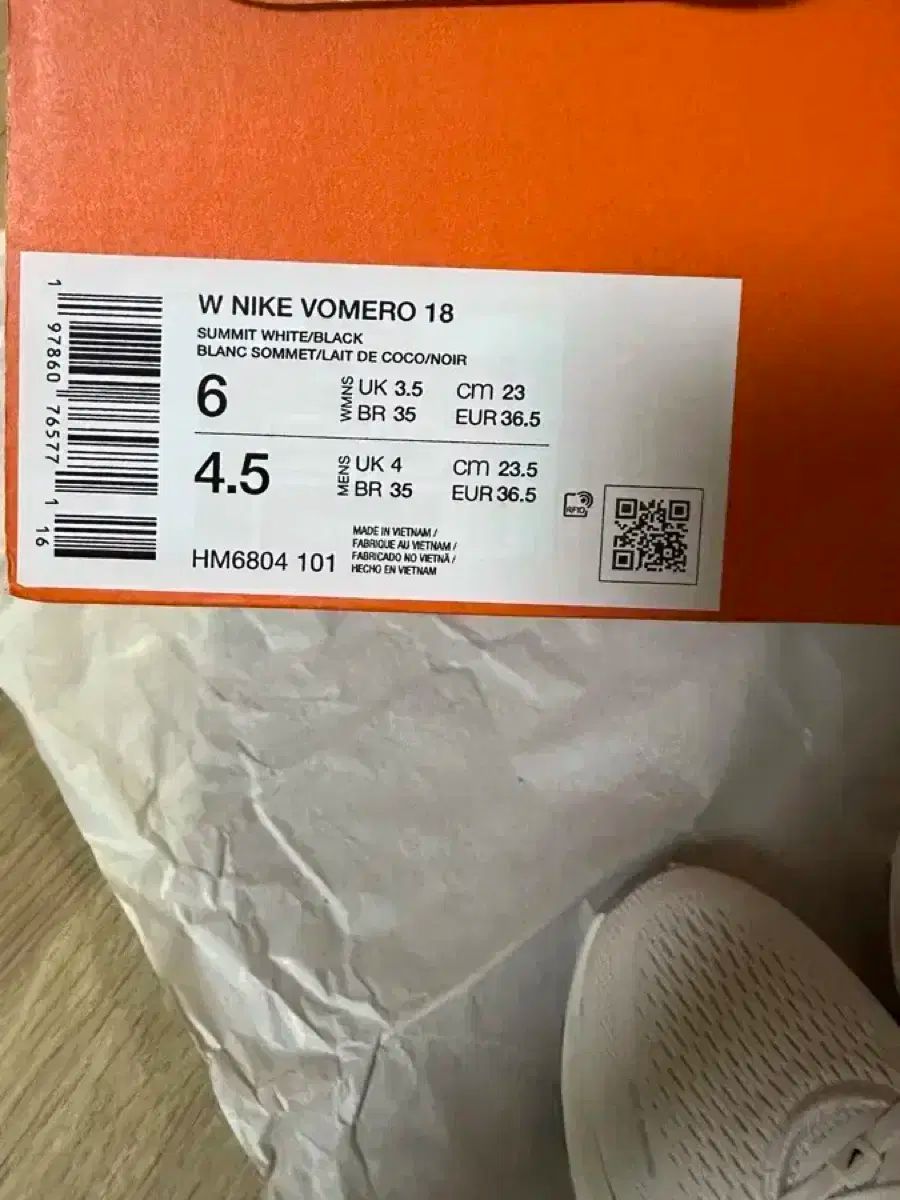 W NIKE VOMERO 18
SUMMIT WHITE/BLACK
BLANC SOMMET/LAIT DE COCO/NOIR
6 WMNS UK 3.5 cm 23
BR 35 EUR 36.5
4.5 MENS UK 4 cm 23.5
BR 35 EUR 36.5
RFID
MADE IN VIETNAM /
FABRIQUE AU VIETNAM /
FABRICADO NO VIETNÃ /
HECHO EN VIETNAM
HM6804 101
1 97860 76577 1 16